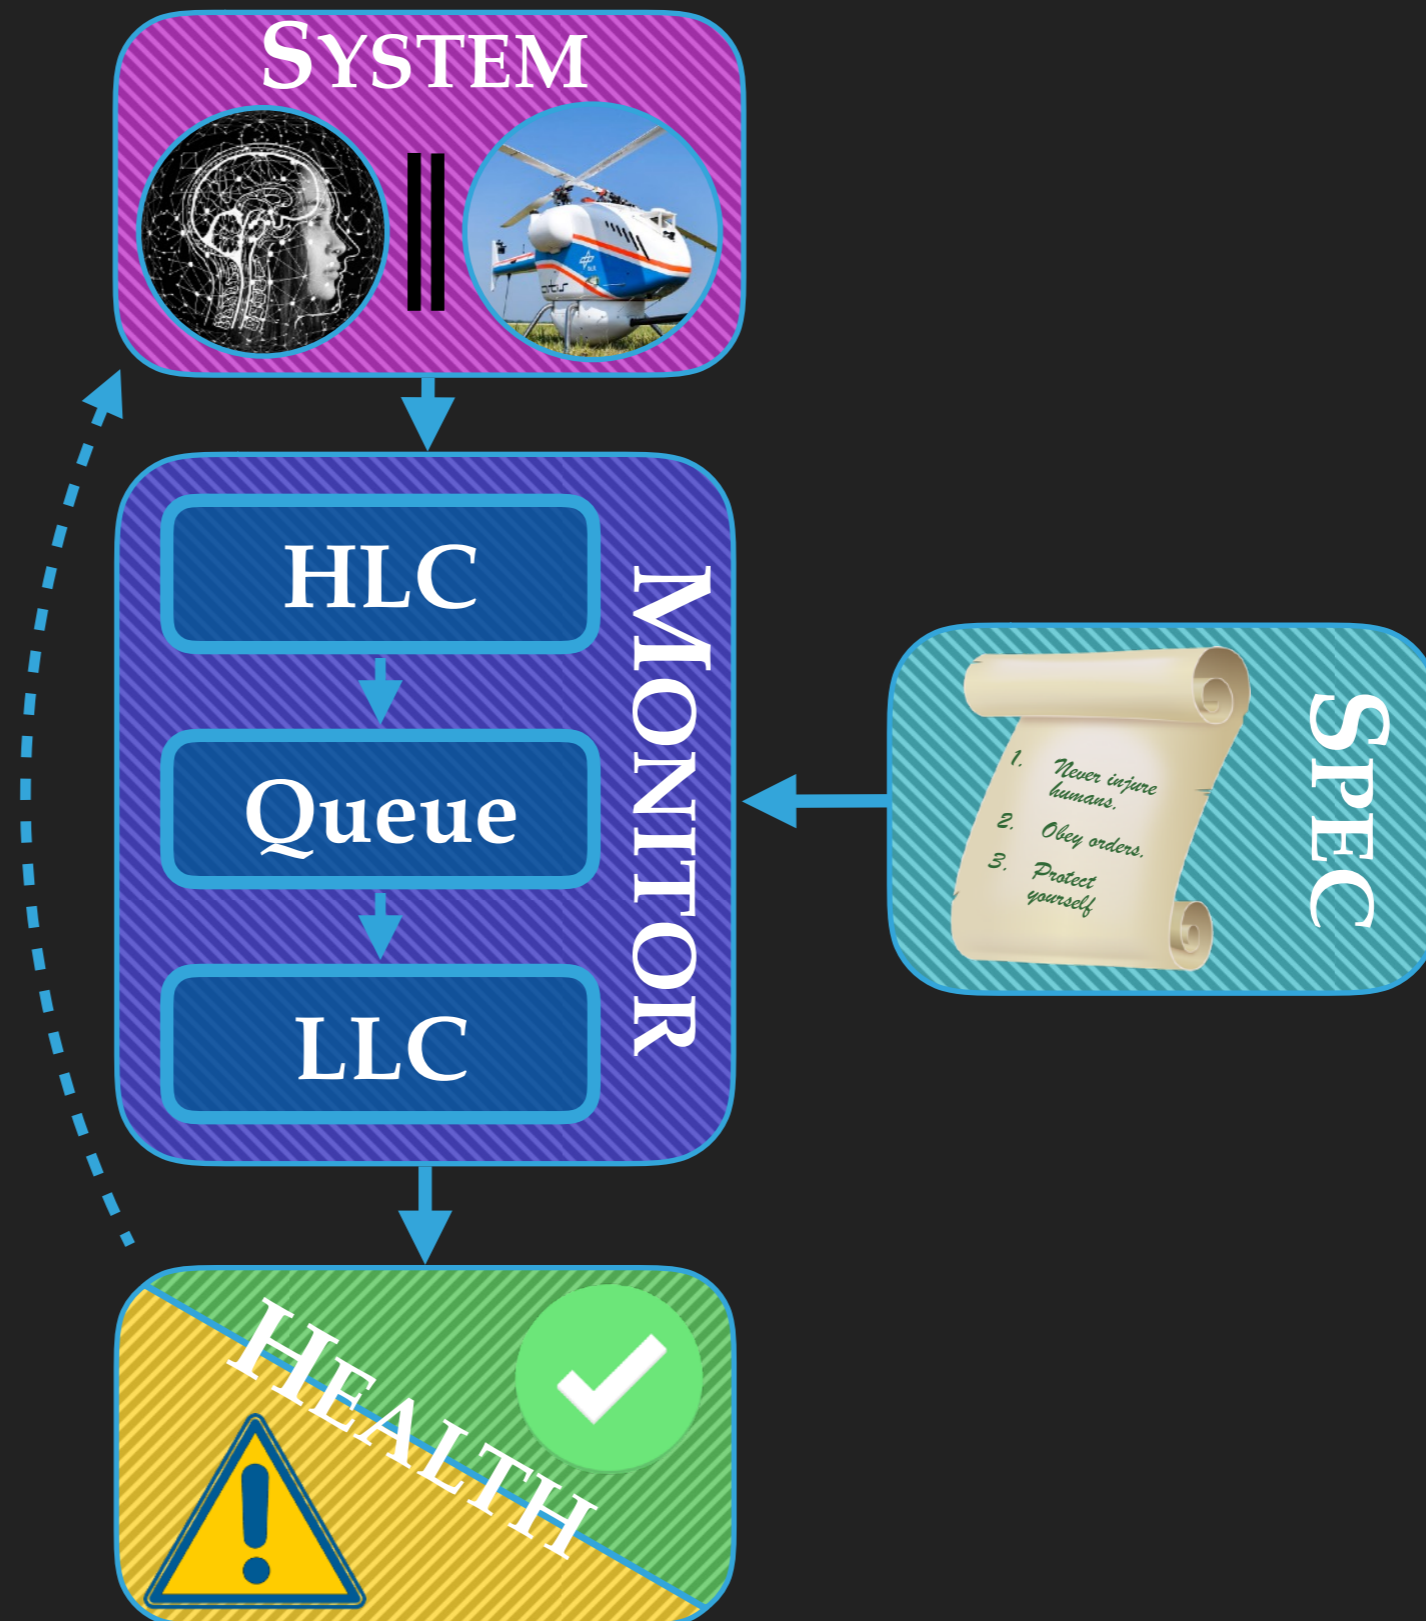 SYSTEM
HLC
Queue
LLC
MONITOR
1. Never injure
humans.
2. Obey orders.
3. Protect
yourself
SPEC
HEALTH